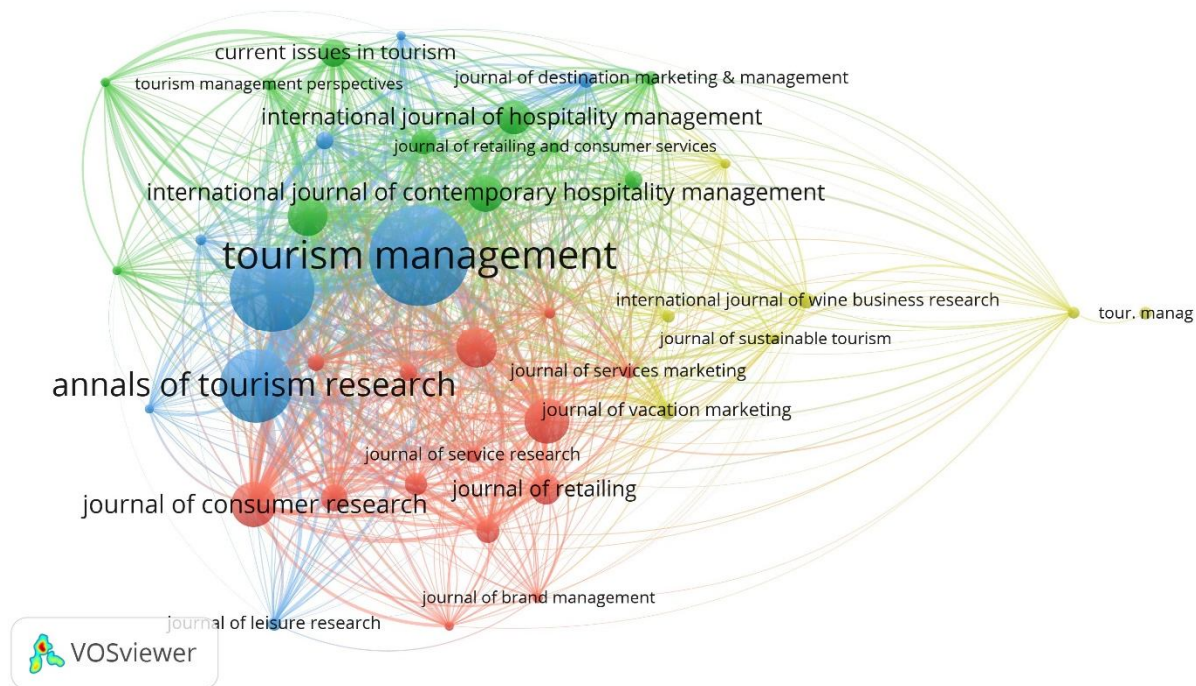 current issues in tourism
journal of destination marketing & management
tourism management perspectives
international journal of hospitality management
journal of retailing and consumer services
international journal of contemporary hospitality management
tourism management
international journal of wine business research
tour. manag
journal of sustainable tourism
journal of services marketing
annals of tourism research
journal of vacation marketing
journal of service research
journal of retailing
journal of consumer research
journal of brand management
journal of leisure research
VOSviewer